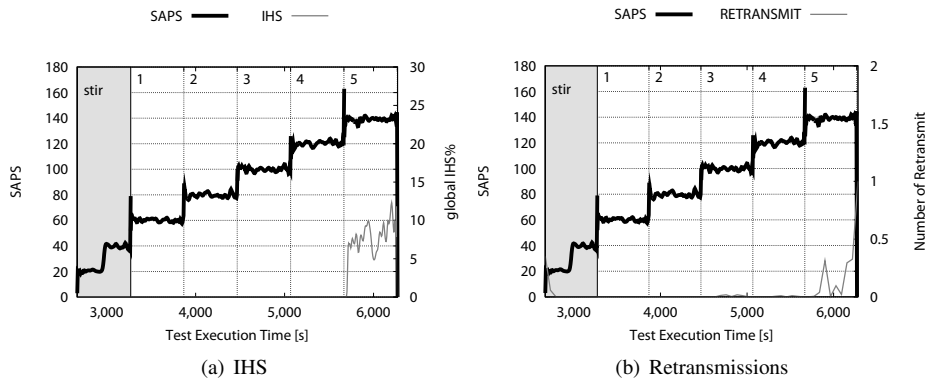 SAPS IHS
180
160
140
120
100
80
60
40
20
0
SAPS
stir
1 2 3 4 5
30
25
20
15
10
5
0
global IHS%
3,000 4,000 5,000 6,000
Test Execution Time [s]
(a) IHS
SAPS RETRANSMIT
180
160
140
120
100
80
60
40
20
0
SAPS
stir
1 2 3 4 5
2
1.5
1
0.5
0
Number of Retransmit
3,000 4,000 5,000 6,000
Test Execution Time [s]
(b) Retransmissions